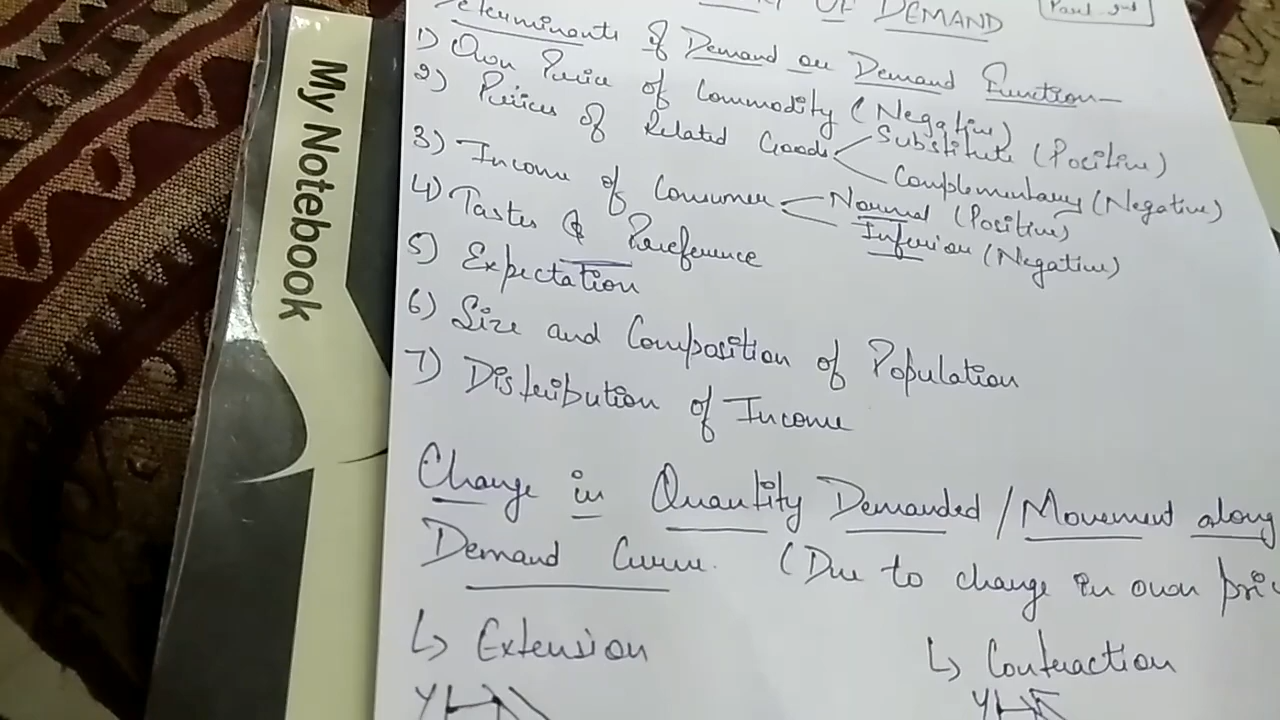 OF DEMAND
Determinants of Demand or Demand Function—
1) Own Price of Commodity (Negative)
2) Prices of Related Goods
Substitute (Positive)
Complementary (Negative)
3) Income of Consumer
Normal (Positive)
Inferior (Negative)
4) Tastes & Preference
5) Expectation
6) Size and Composition of Population
7) Distribution of Income
Change in Quantity Demanded / Movement along
Demand Curve. (Due to change in own pri
↳ Extension
↳ Contraction
Y
Y
My Notebook